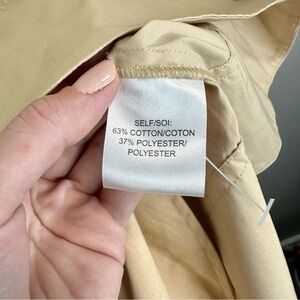 SELF/SOI:
63% COTTON/COTON
37% POLYESTER/
POLYESTER